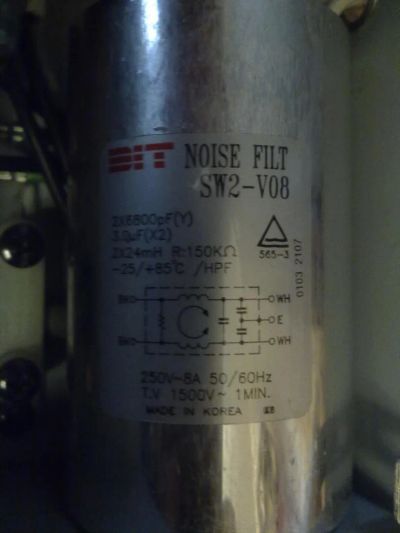 BIT NOISE FILT
SW2-V08
2X6800pF(Y)
3.0µF(X2)
2X24mH R:150KΩ
-25/+85℃ /HPF
565-3
0103 2107
WH
E
WH
250V~8A 50/60Hz
T.V 1500V~ 1MIN.
MADE IN KOREA